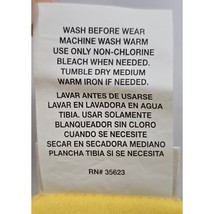 WASH BEFORE WEAR
MACHINE WASH WARM
USE ONLY NON-CHLORINE
BLEACH WHEN NEEDED.
TUMBLE DRY MEDIUM
WARM IRON IF NEEDED.
LAVAR ANTES DE USARSE
LAVAR EN LAVADORA EN AGUA
TIBIA. USAR SOLAMENTE
BLANQUEADOR SIN CLORO
CUANDO SE NECESITE
SECAR EN SECADORA MEDIANO
PLANCHA TIBIA SI SE NECESITE
RN# 35623